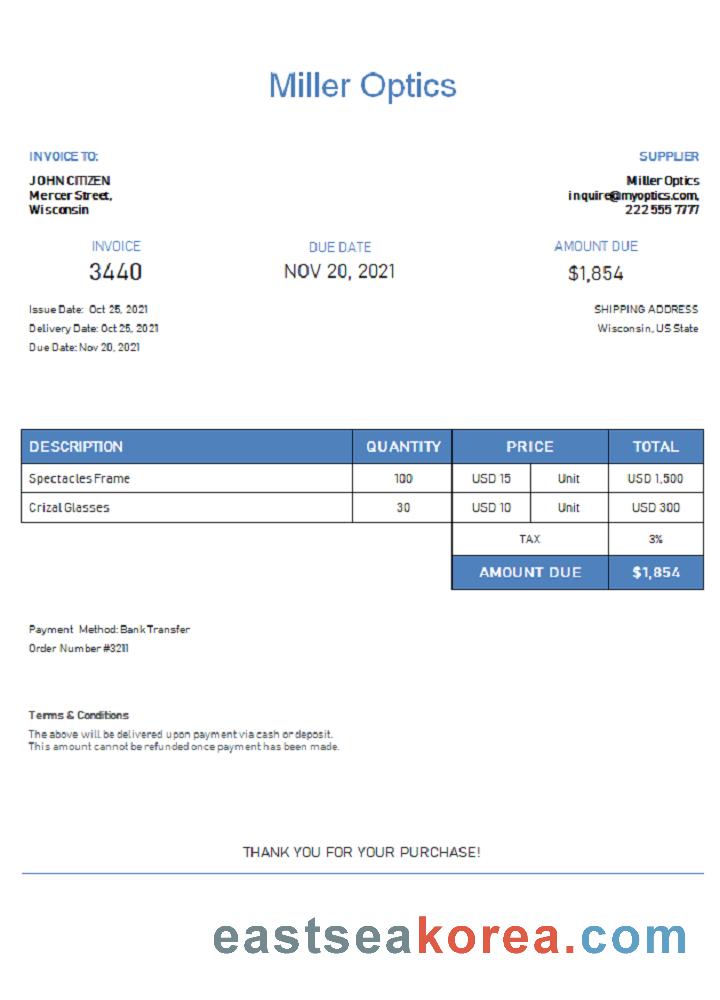 Miller Optics
INVOICE TO:
SUPPLIER
JOHN CITIZEN
Mercer Street,
Wisconsin
Miller Optics
inquire@myoptics.com,
222 555 7777
INVOICE
3440
DUE DATE
NOV 20, 2021
AMOUNT DUE
$1,854
Issue Date: Oct 25, 2021
Delivery Date: Oct 25, 2021
Due Date: Nov 20, 2021
SHIPPING ADDRESS
Wisconsin, US State
DESCRIPTION QUANTITY PRICE TOTAL
Spectacles Frame 100 USD 15 Unit USD 1,500
Crizal Glasses 30 USD 10 Unit USD 300
TAX 3%
AMOUNT DUE $1,854
Payment Method: Bank Transfer
Order Number #3211
Terms & Conditions
The above will be delivered upon payment via cash or deposit.
This amount cannot be refunded once payment has been made.
THANK YOU FOR YOUR PURCHASE!
eastseakorea.com